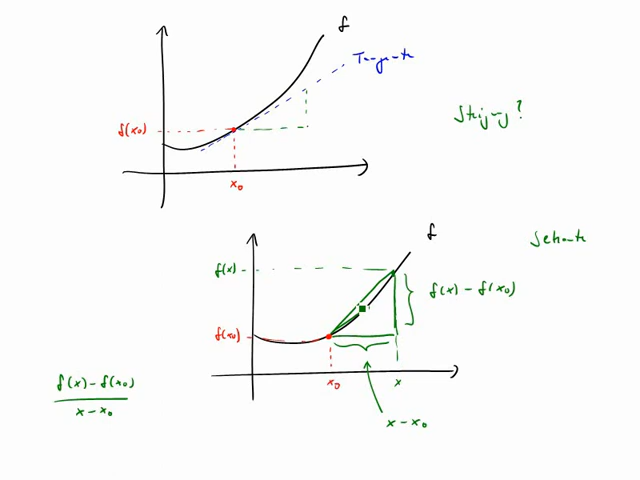 f
Tangente
f(x₀)
Steigung?
x₀
f
Sekante
f(x)
f(x) - f(x₀)
f(x₀)
f(x) - f(x₀)
x - x₀
x₀
x
x - x₀